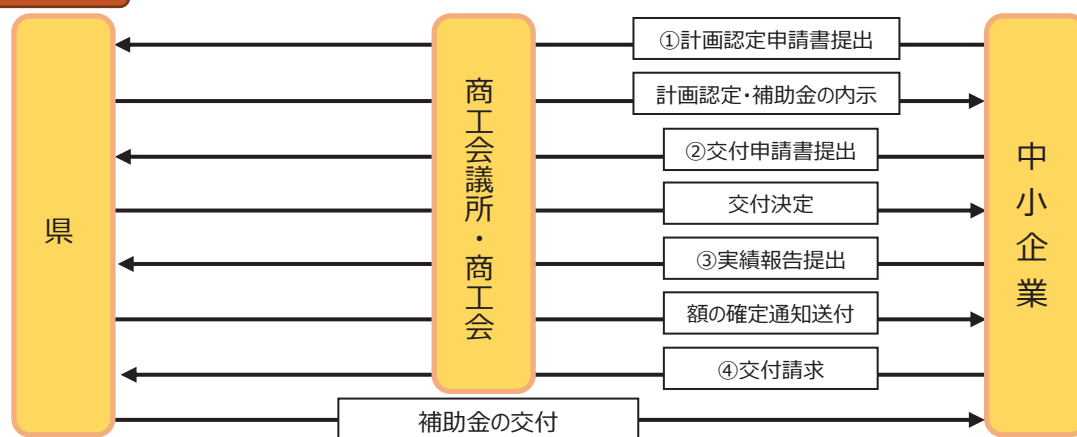 県
商工会議所・商工会
中小企業
①計画認定申請書提出
計画認定・補助金の内示
②交付申請書提出
交付決定
③実績報告提出
額の確定通知送付
④交付請求
補助金の交付